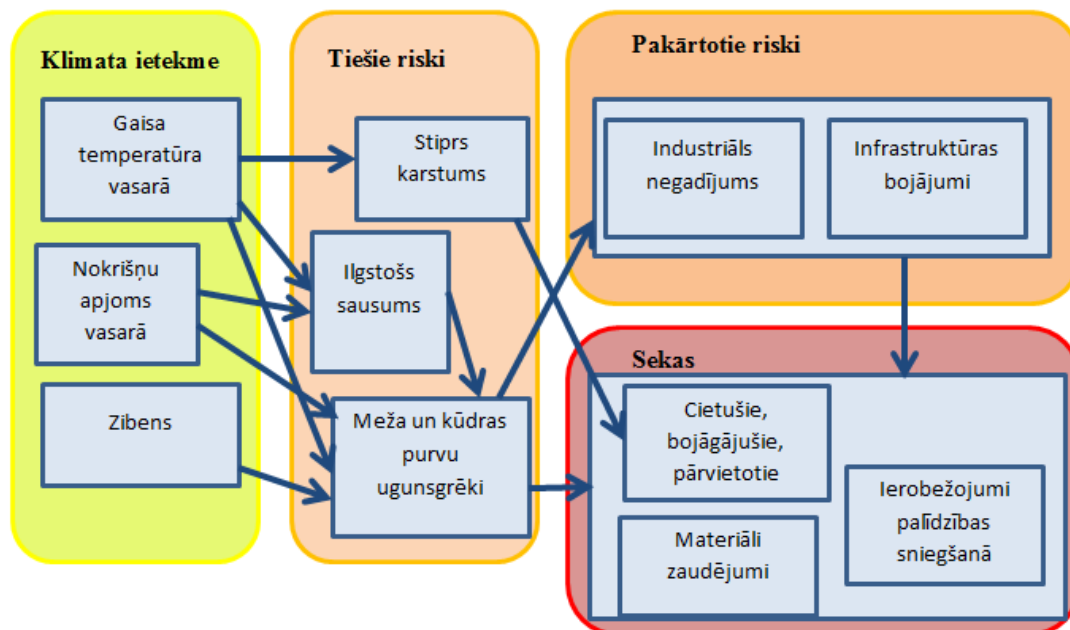 Klimata ietekme
Gaisa
temperatūra
vasarā
Nokrišņu
apjoms
vasarā
Zibens
Tiešie riski
Stiprs
karstums
Ilgstošs
sausums
Meža un kūdras
purvu
ugunsgrēki
Pakārtotie riski
Industriāls
negadījums
Infrastruktūras
bojājumi
Sekas
Cietušie,
bojāgājušie,
pārvietotie
Materiāli
zaudējumi
Ierobežojumi
palīdzības
sniegšanā